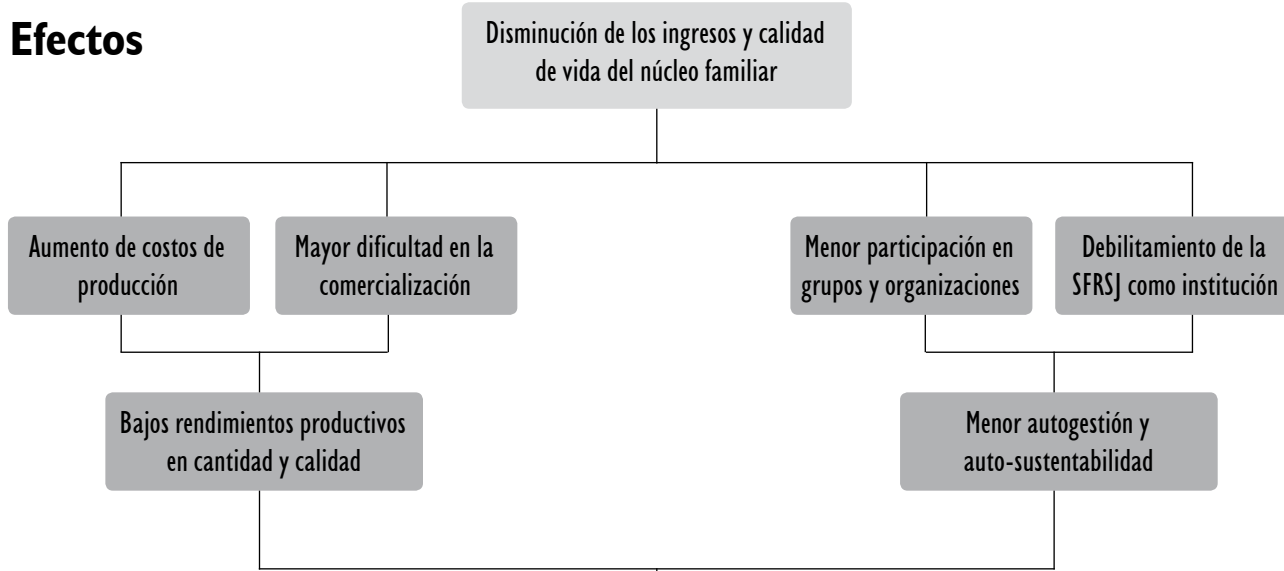 Efectos
Disminución de los ingresos y calidad
de vida del núcleo familiar
Aumento de costos de
producción
Mayor dificultad en la
comercialización
Menor participación en
grupos y organizaciones
Debilitamiento de la
SFRSJ como institución
Bajos rendimientos productivos
en cantidad y calidad
Menor autogestión y
auto-sustentabilidad